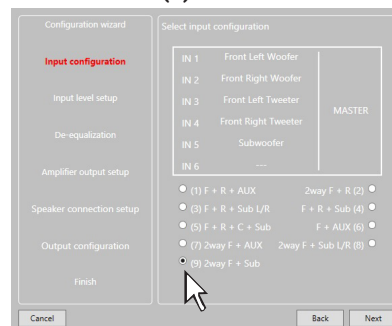 Configuration wizard
Input configuration
Input level setup
De-equalization
Amplifier output setup
Speaker connection setup
Output configuration
Finish
Select input configuration
IN 1 Front Left Woofer
IN 2 Front Right Woofer
IN 3 Front Left Tweeter
IN 4 Front Right Tweeter
IN 5 Subwoofer
IN 6 ---
MASTER
(1) F + R + AUX 2way F + R (2)
(3) F + R + Sub L/R F + R + Sub (4)
(5) F + R + C + Sub F + AUX (6)
(7) 2way F + AUX 2way F + Sub L/R (8)
(9) 2way F + Sub
Cancel Back Next